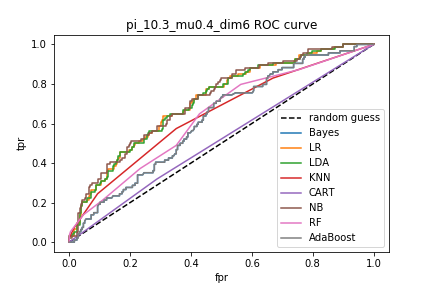 pi_10.3_mu0.4_dim6 ROC curve
1.0
0.8
0.6
0.4
0.2
0.0
tpr
0.0 0.2 0.4 0.6 0.8 1.0
fpr
random guess
Bayes
LR
LDA
KNN
CART
NB
RF
AdaBoost